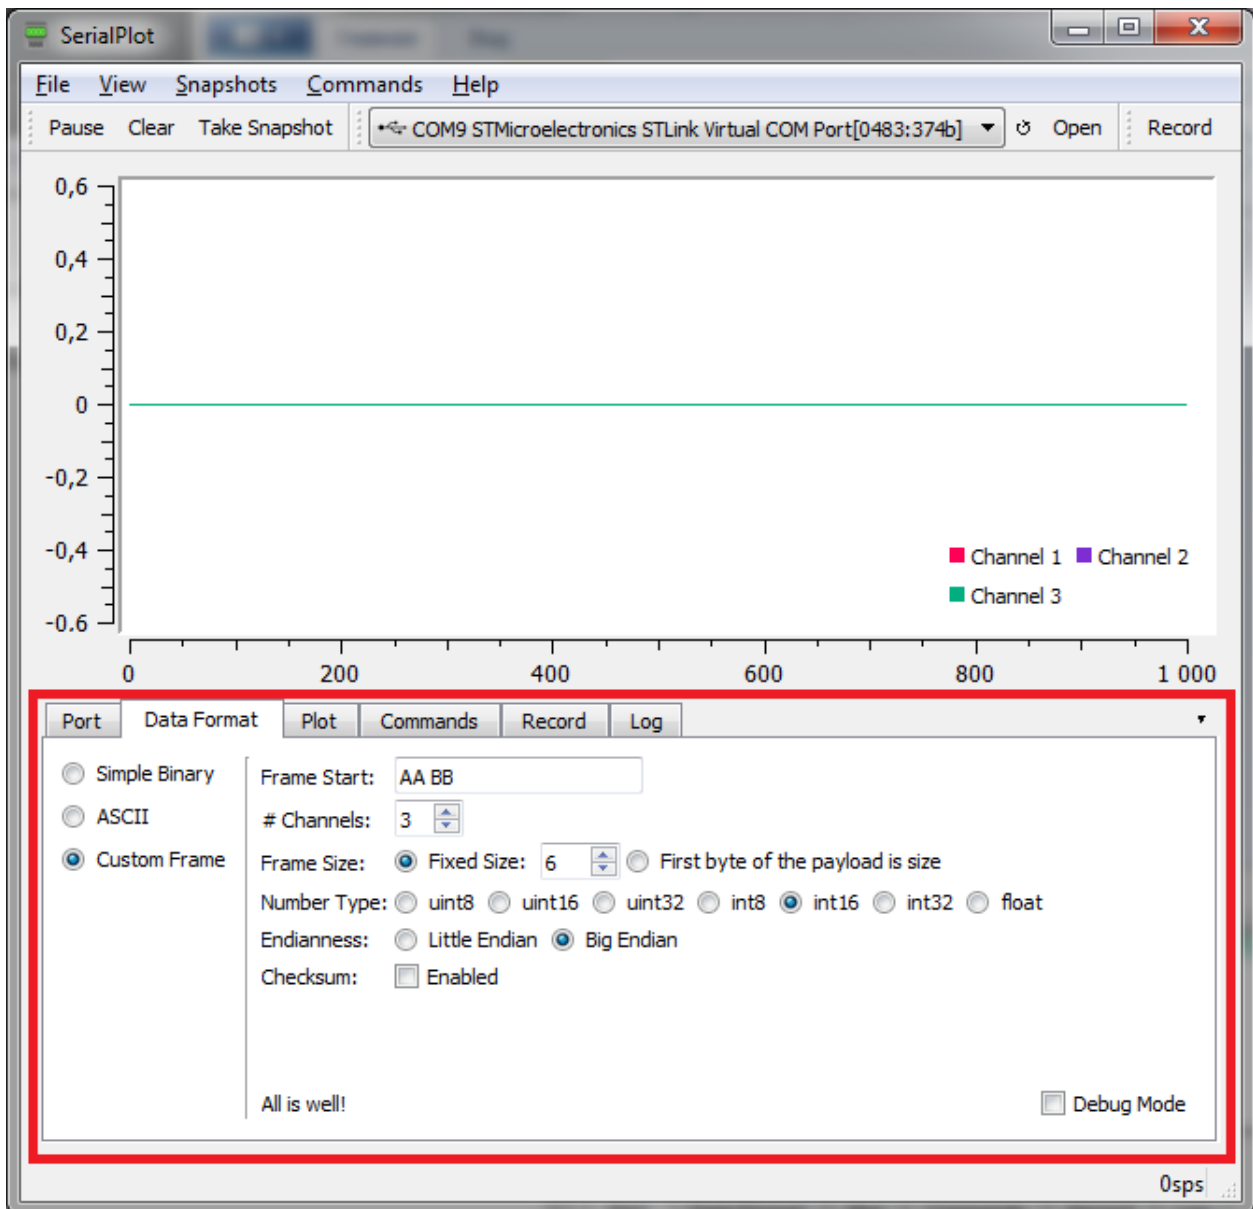 SerialPlot
File View Snapshots Commands Help
Pause Clear Take Snapshot COM9 STMicroelectronics STLink Virtual COM Port[0483:374b] Open Record
0,6
0,4
0,2
0
-0,2
-0,4
-0.6
Channel 1 Channel 2
Channel 3
0 200 400 600 800 1 000
Port Data Format Plot Commands Record Log
Simple Binary
ASCII
Custom Frame
Frame Start: AA BB
# Channels: 3
Frame Size: Fixed Size: 6 First byte of the payload is size
Number Type: uint8 uint16 uint32 int8 int16 int32 float
Endianness: Little Endian Big Endian
Checksum: Enabled
All is well! Debug Mode
0sps